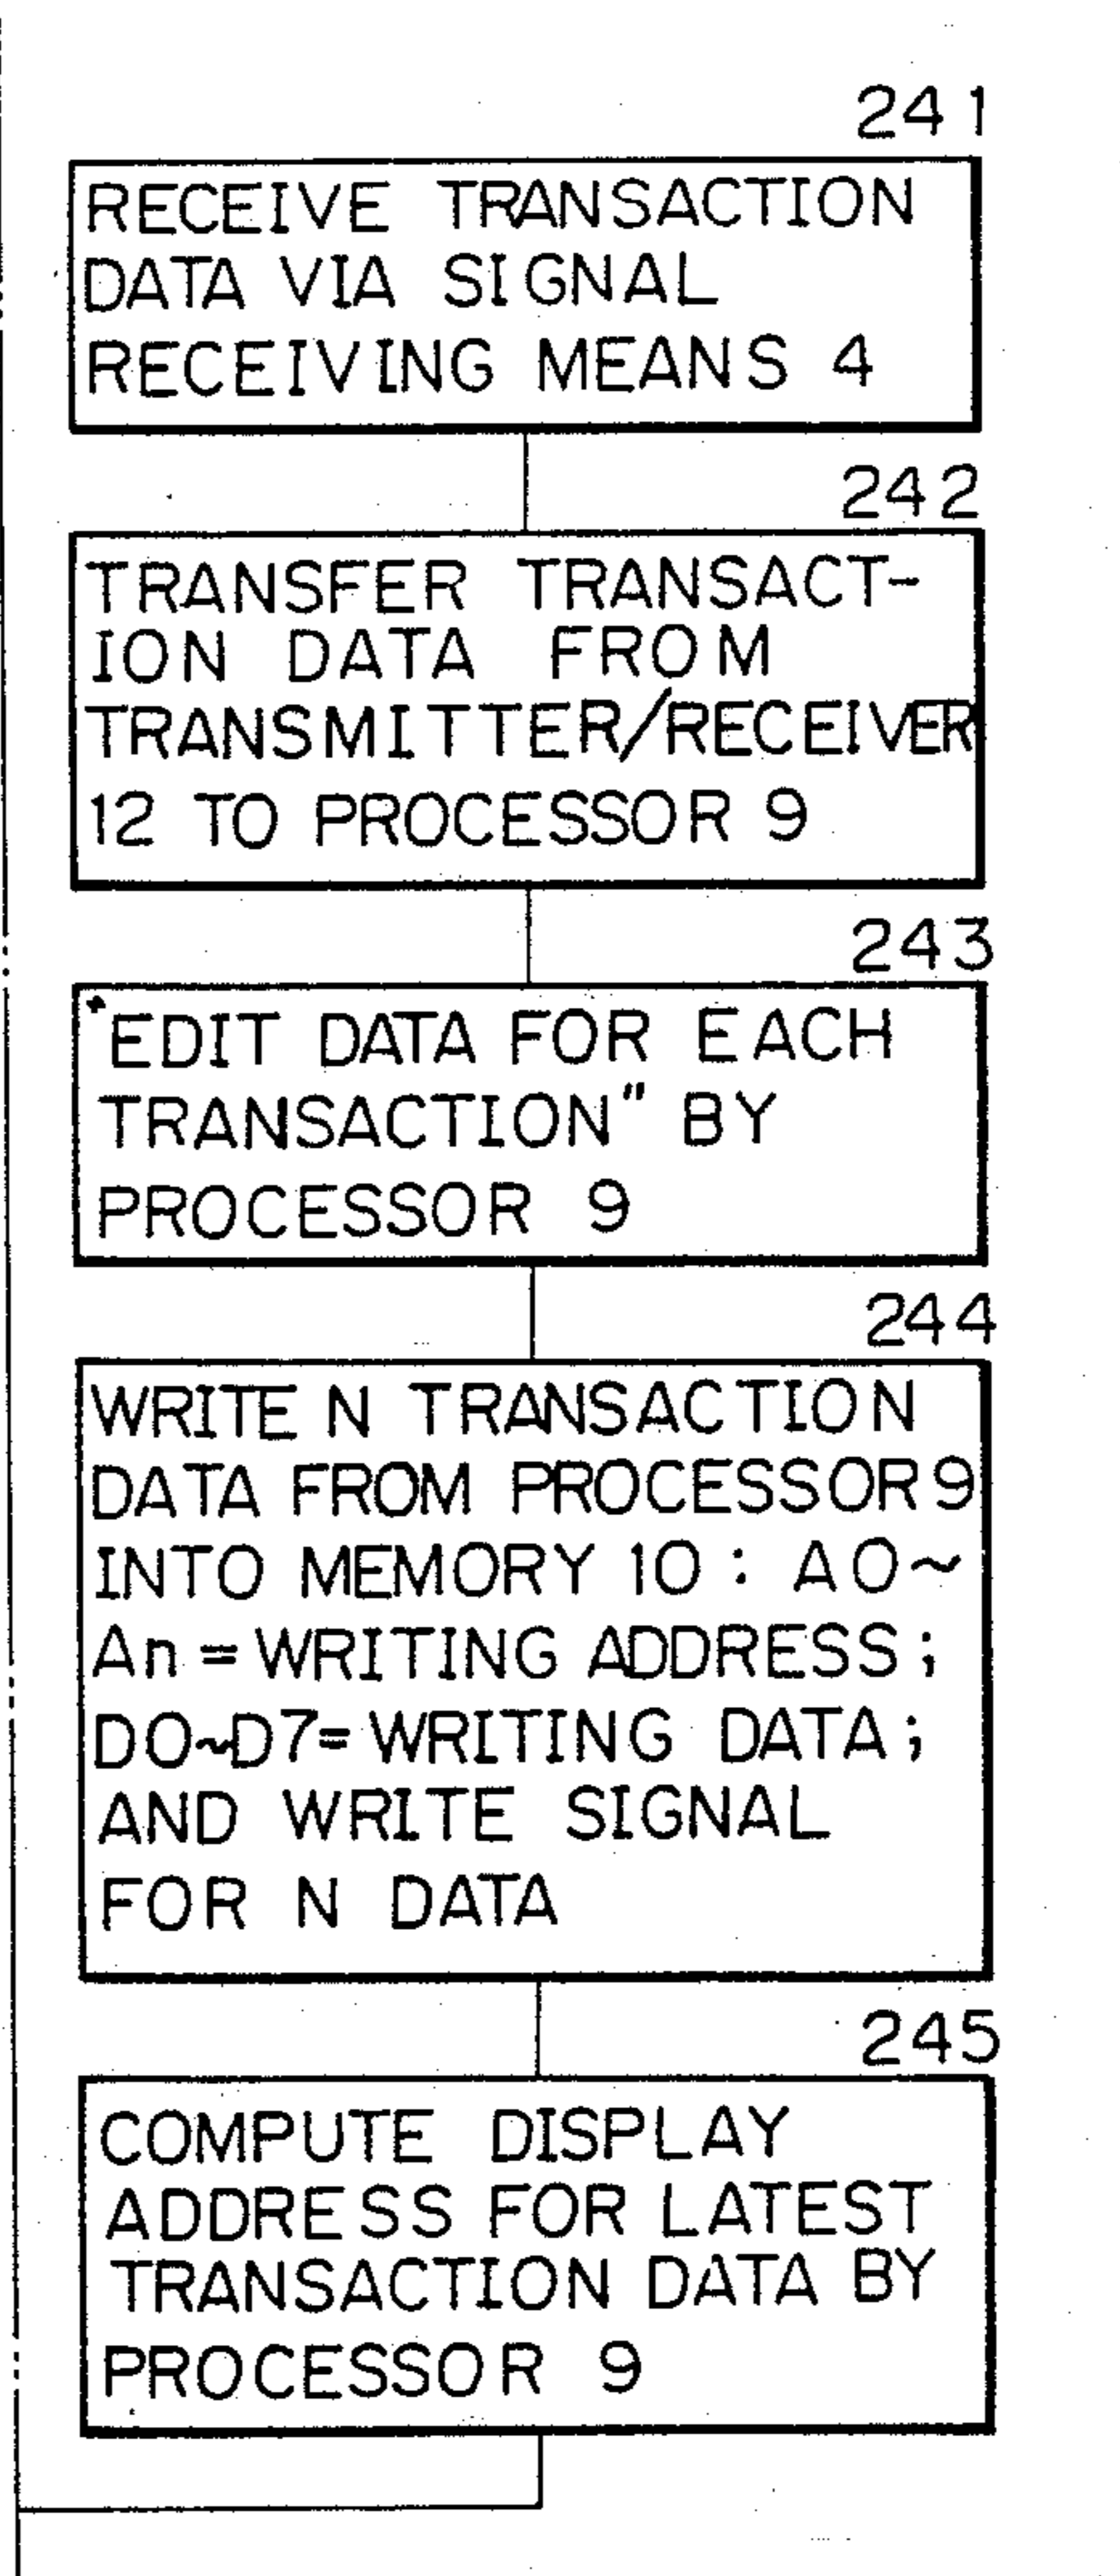 241
RECEIVE TRANSACTION
DATA VIA SIGNAL
RECEIVING MEANS 4
242
TRANSFER TRANSACT-
ION DATA FROM
TRANSMITTER/RECEIVER
12 TO PROCESSOR 9
243
"EDIT DATA FOR EACH
TRANSACTION" BY
PROCESSOR 9
244
WRITE N TRANSACTION
DATA FROM PROCESSOR 9
INTO MEMORY 10 : A0~
An = WRITING ADDRESS;
D0~D7= WRITING DATA;
AND WRITE SIGNAL
FOR N DATA
245
COMPUTE DISPLAY
ADDRESS FOR LATEST
TRANSACTION DATA BY
PROCESSOR 9